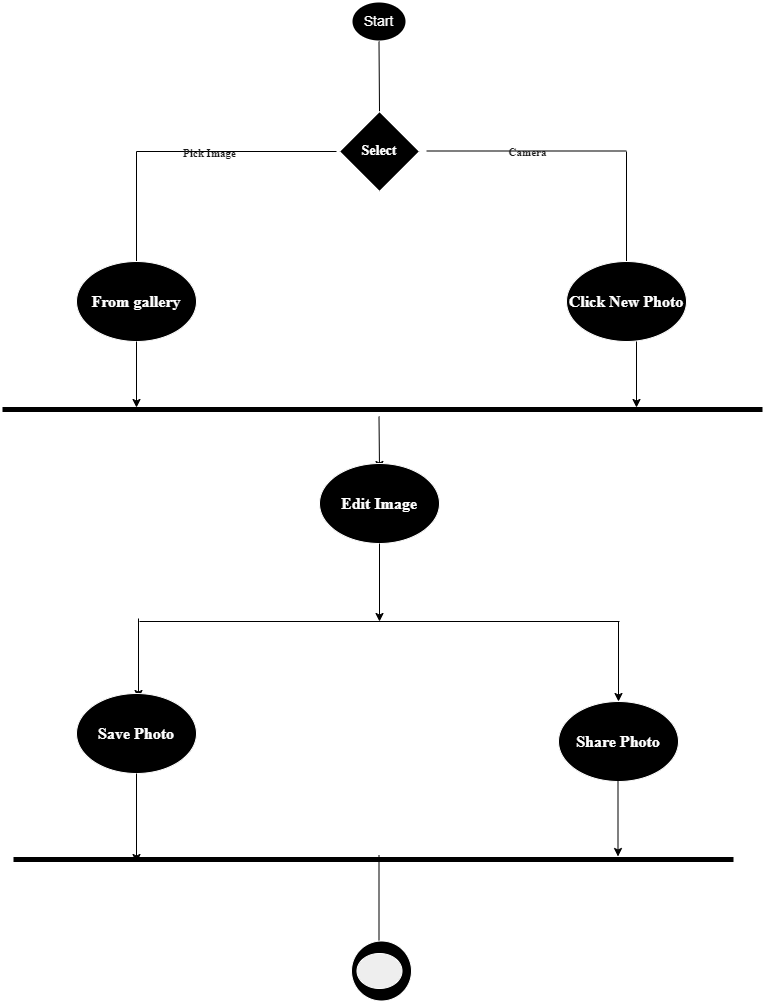 Start
Select
Pick Image
Camera
From gallery
Click New Photo
Edit Image
Save Photo
Share Photo